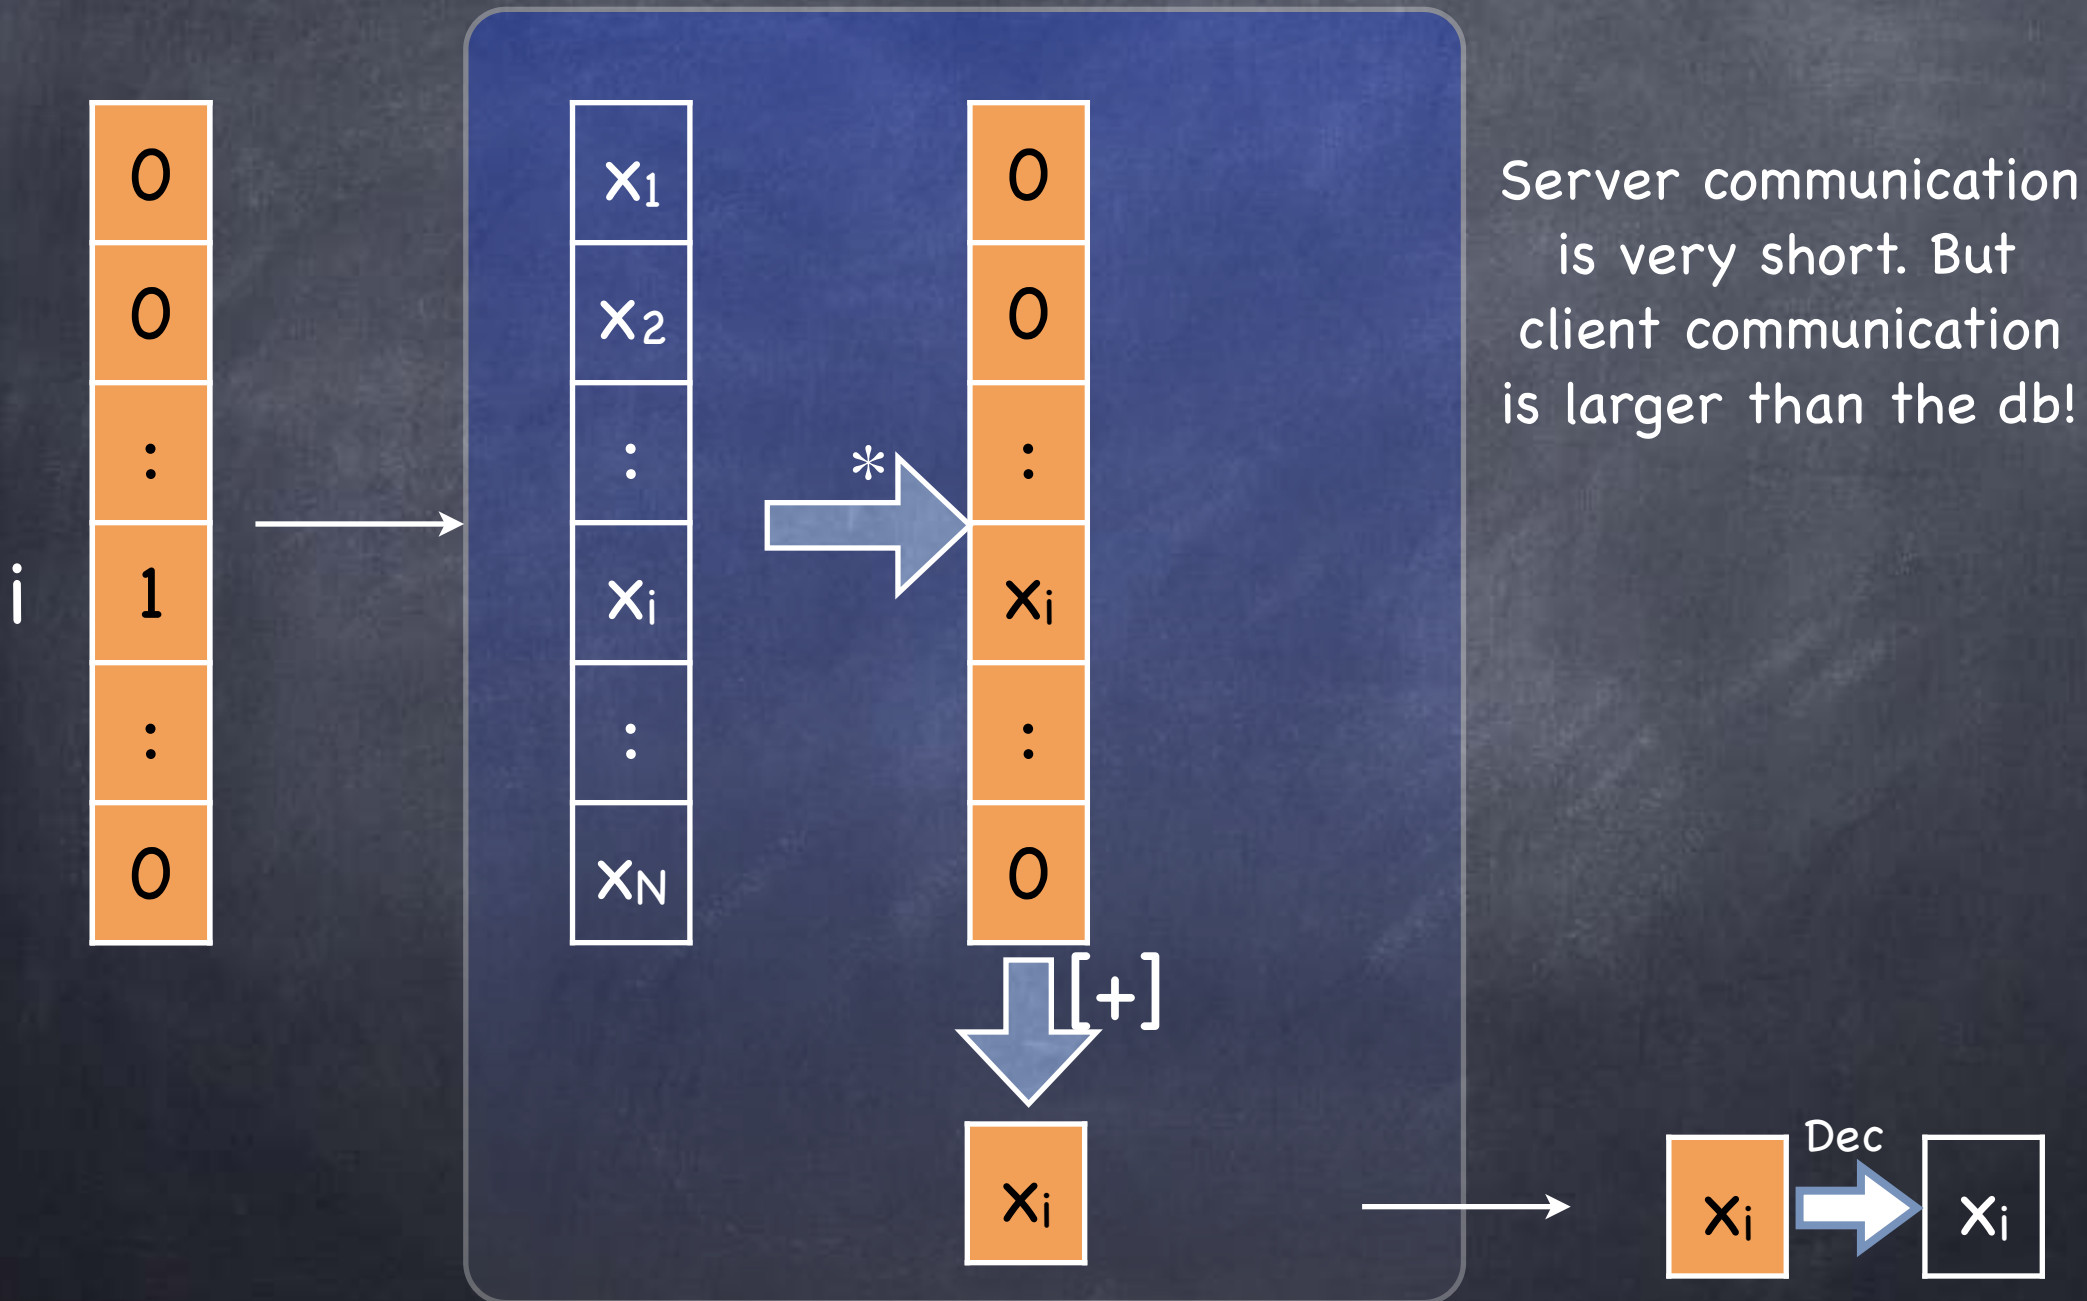 i
0
0
:
1
:
0
x1
x2
:
xi
:
xN
*
0
0
:
xi
:
0
[+]
xi
Server communication
is very short. But
client communication
is larger than the db!
xi
Dec
xi